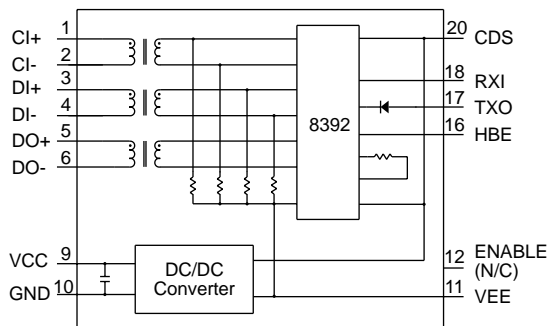 CI+ 1
CI- 2
DI+ 3
DI- 4
DO+ 5
DO- 6
8392
20 CDS
18 RXI
17 TXO
16 HBE
VCC 9
GND 10
DC/DC
Converter
12 ENABLE
(N/C)
11 VEE